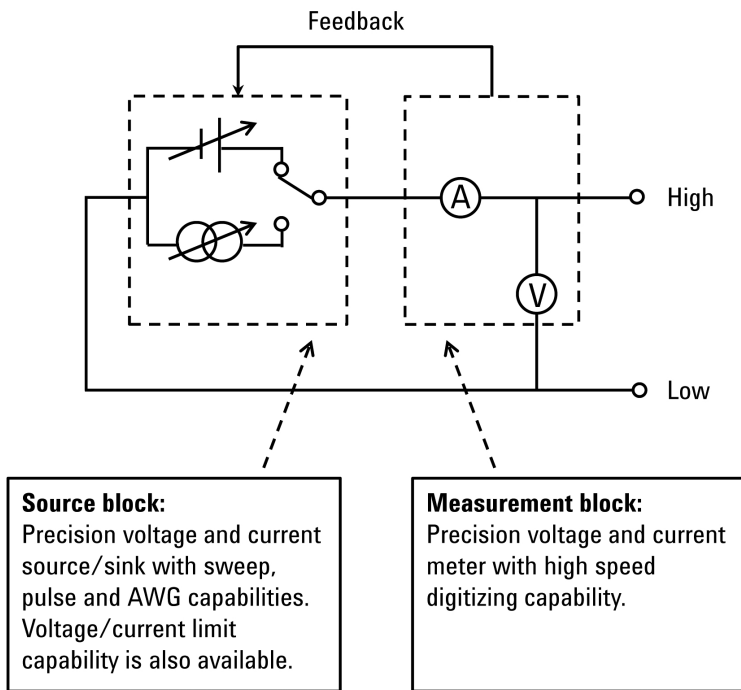 Feedback
A
High
V
Low
Source block:
Precision voltage and current
source/sink with sweep,
pulse and AWG capabilities.
Voltage/current limit
capability is also available.
Measurement block:
Precision voltage and current
meter with high speed
digitizing capability.